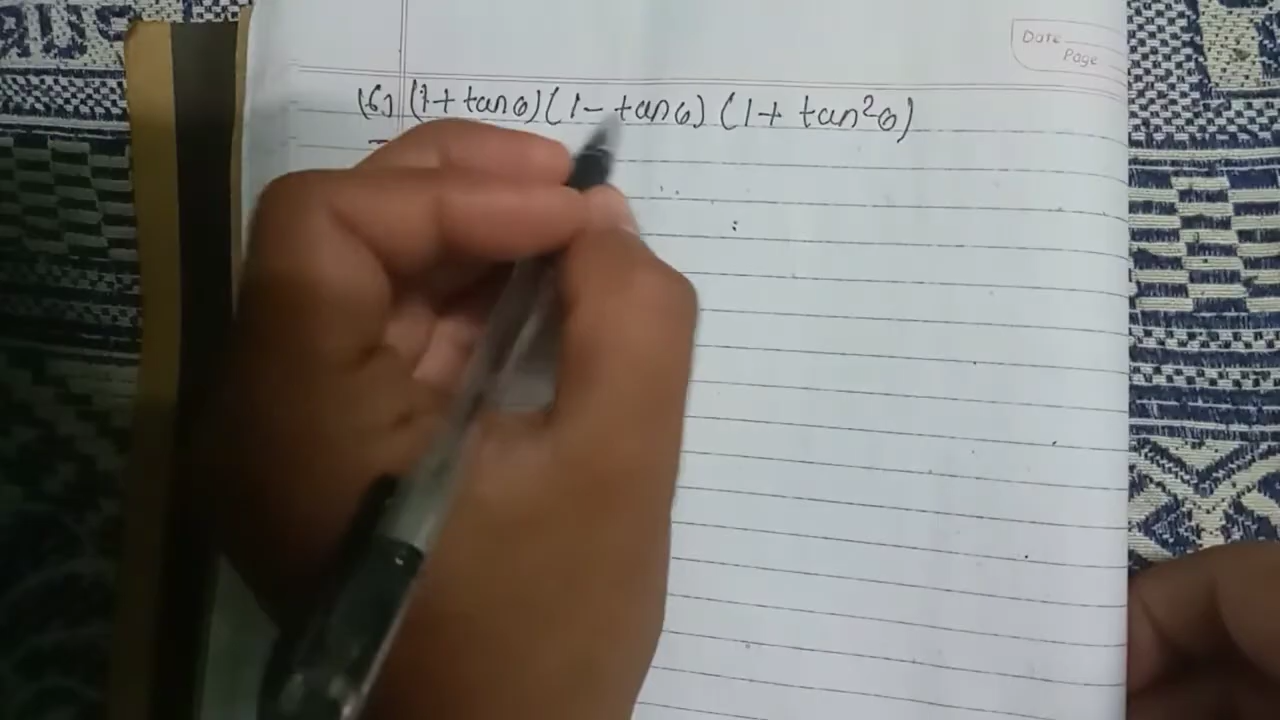 Date
Page
(6) (1+ tanθ)(1- tanθ) (1+ tan²θ)